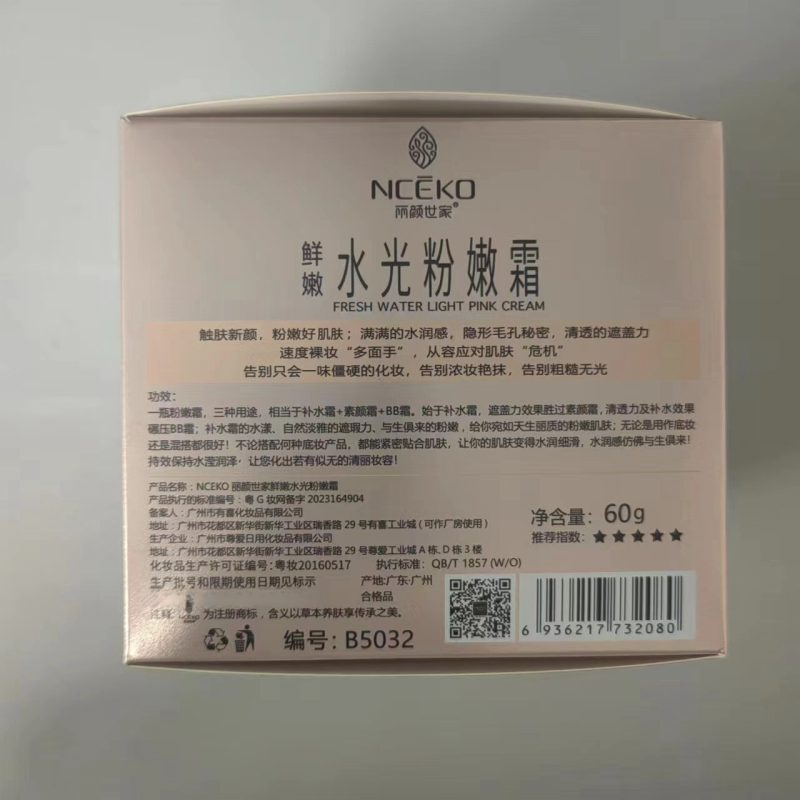 NCĒKO
丽颜世家®
鲜嫩 水光粉嫩霜
FRESH WATER LIGHT PINK CREAM
触肤新颜，粉嫩好肌肤；满满的水润感，隐形毛孔秘密，清透的遮盖力
速度裸妆“多面手”，从容应对肌肤“危机”
告别只会一味僵硬的化妆，告别浓妆艳抹，告别粗糙无光
功效：
一瓶粉嫩霜，三种用途，相当于补水霜+素颜霜+BB霜。始于补水霜，遮盖力效果胜过素颜霜，清透力及补水效果
碾压BB霜；补水霜的水漾、自然淡雅的遮瑕力、与生俱来的粉嫩，给你宛如天生丽质的粉嫩肌肤；无论是用作底妆
还是混搭都很好！不论搭配何种底妆产品，都能紧密贴合肌肤，让你的肌肤变得水润细滑，水润感仿佛与生俱来！
持效保持水滢润泽，让您化出若有似无的清丽妆容！
产品名称：NCEKO 丽颜世家鲜嫩水光粉嫩霜
产品执行的标准编号：粤 G 妆网备字 2023164904
备案人：广州市有喜化妆品有限公司
地址：广州市花都区新华街新华工业区瑞香路 29 号有喜工业城（可作厂房使用）
生产企业：广州市尊爱日用化妆品有限公司
地址：广州市花都区新华街新华工业区瑞香路 29 号尊爱工业城 A 栋, D 栋 3 楼
化妆品生产许可证编号：粤妆20160517 执行标准：QB/T 1857 (W/O)
生产批号和限期使用日期见标示 产地:广东·广州
合格品
净含量：60g
推荐指数：★★★★★
注释： NCEKO 为注册商标，含义以草本养肤享传承之美。
编号：B5032
6 936217 732080